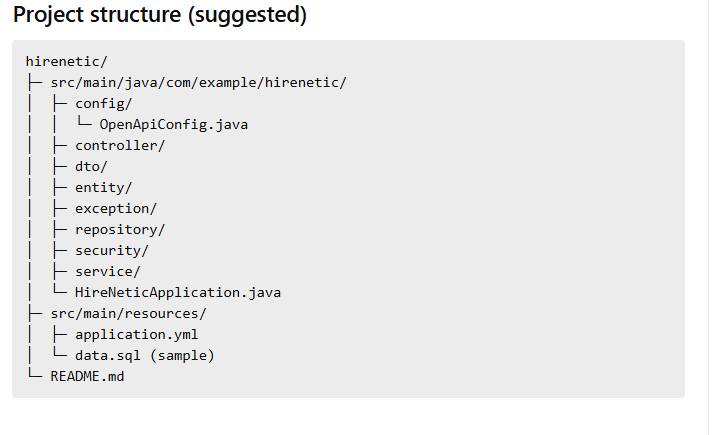 Project structure (suggested)
hirenetic/
├─ src/main/java/com/example/hirenetic/
│  ├─ config/
│  │  └─ OpenApiConfig.java
│  ├─ controller/
│  ├─ dto/
│  ├─ entity/
│  ├─ exception/
│  ├─ repository/
│  ├─ security/
│  ├─ service/
│  └─ HireNeticApplication.java
├─ src/main/resources/
│  ├─ application.yml
│  └─ data.sql (sample)
└─ README.md